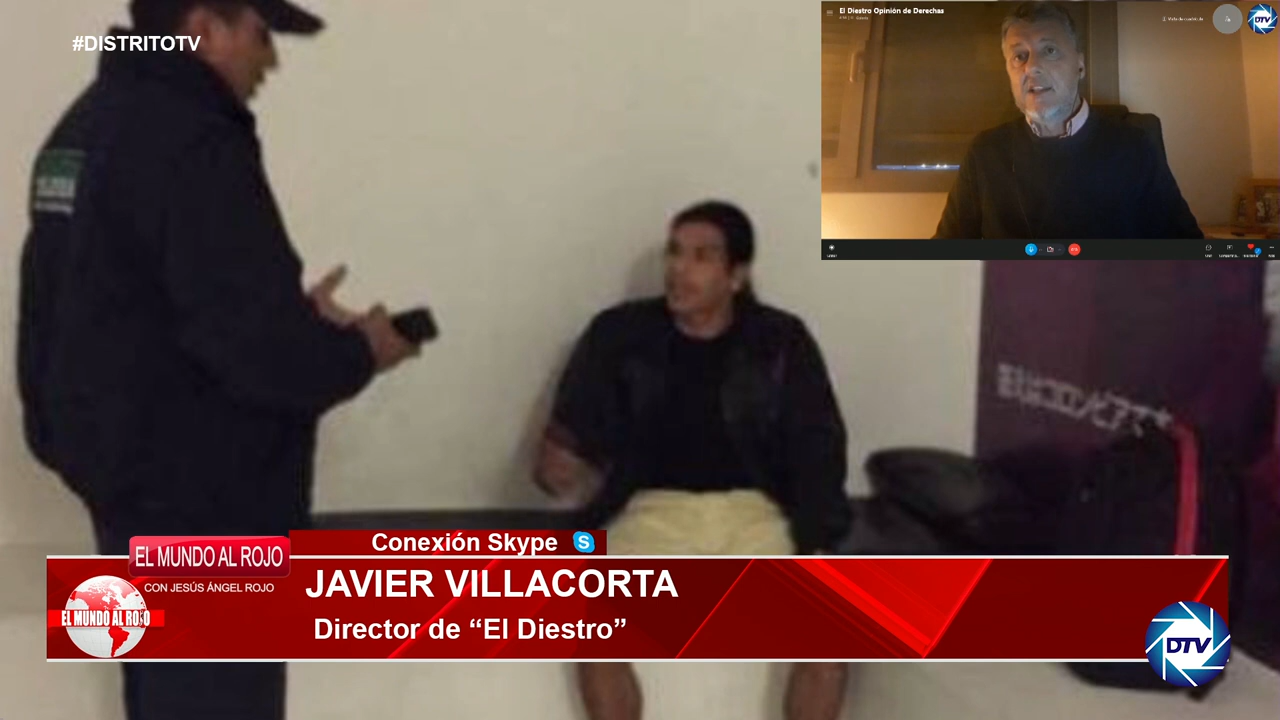 #DISTRITOTV
El Diestro Opinión de Derechas
DTV
Conexión Skype
EL MUNDO AL ROJO
CON JESÚS ÁNGEL ROJO
JAVIER VILLACORTA
EL MUNDO AL ROJO
Director de “El Diestro”
DTV